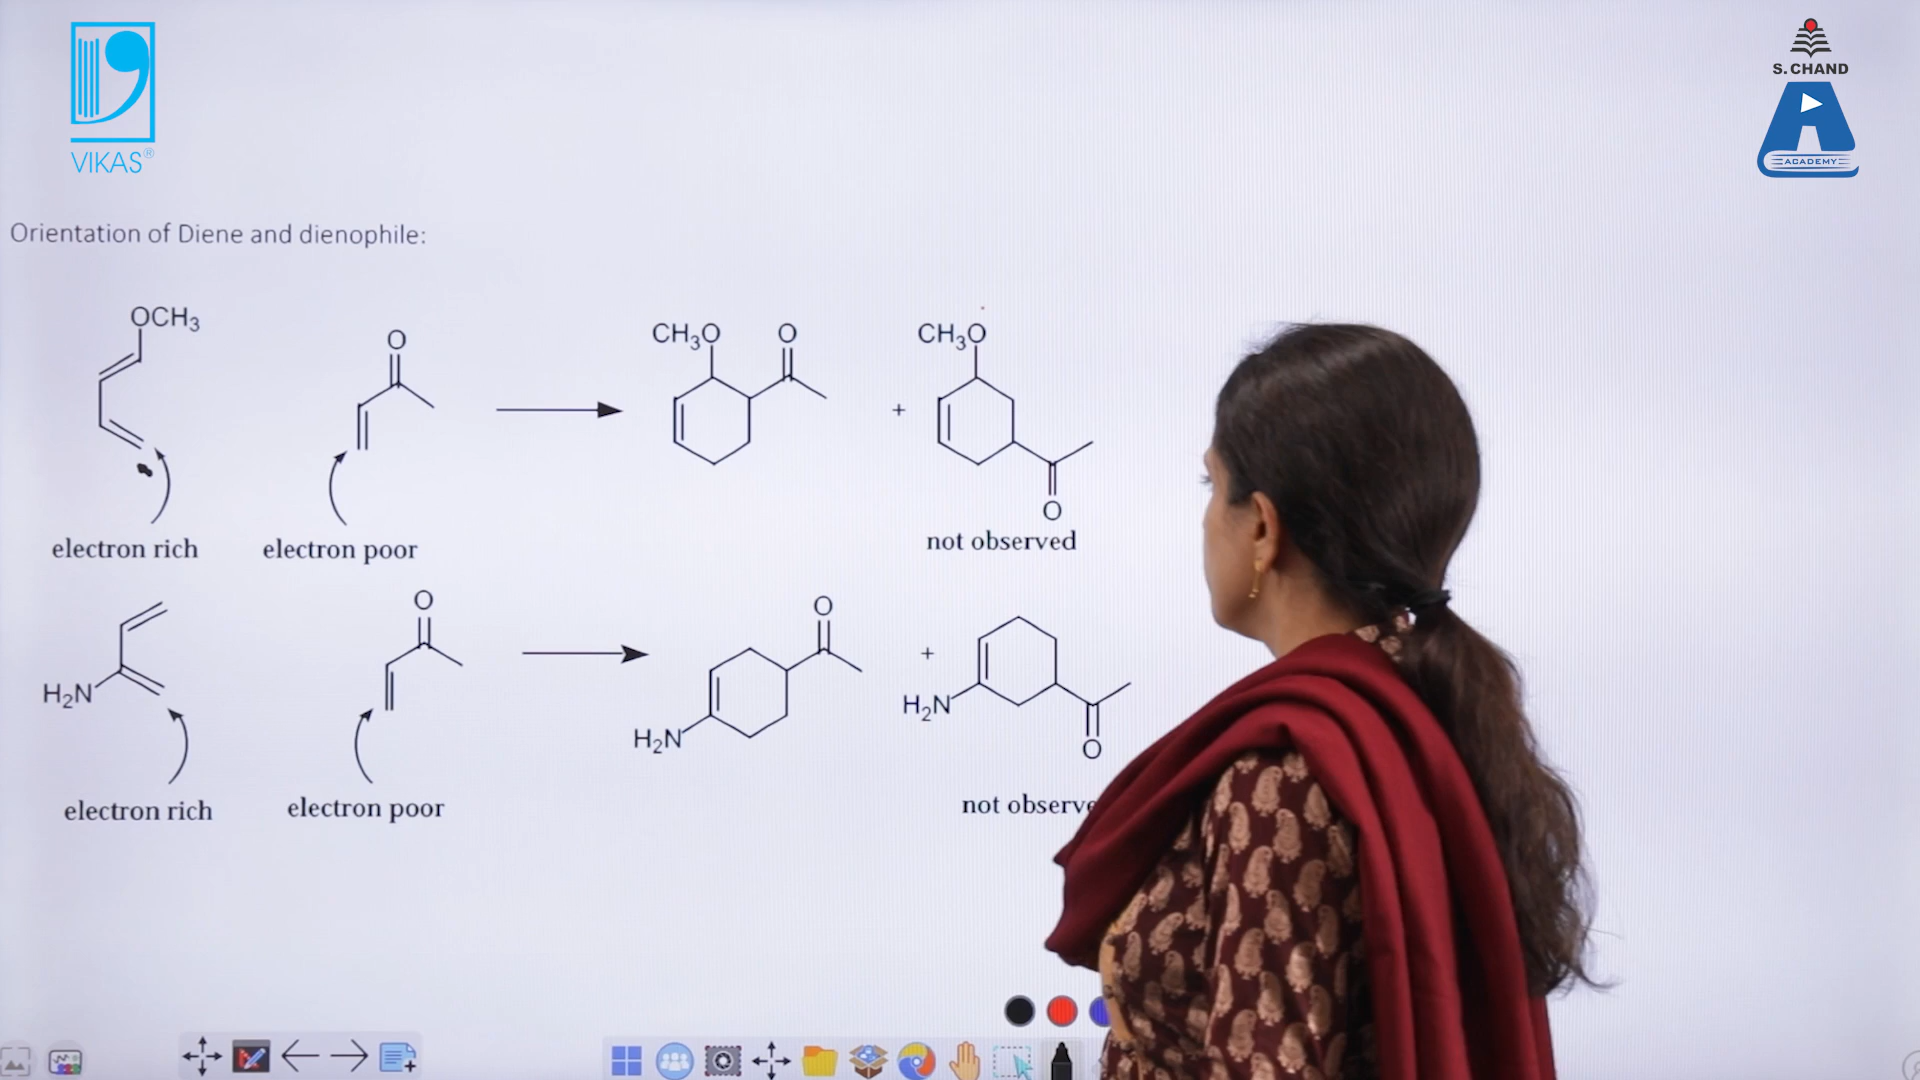 VIKAS®
S. CHAND
ACADEMY
Orientation of Diene and dienophile:
OCH3
O
CH3O
O
CH3O
O
electron rich
electron poor
not observed
O
O
H2N
H2N
H2N
O
electron rich
electron poor
not observe